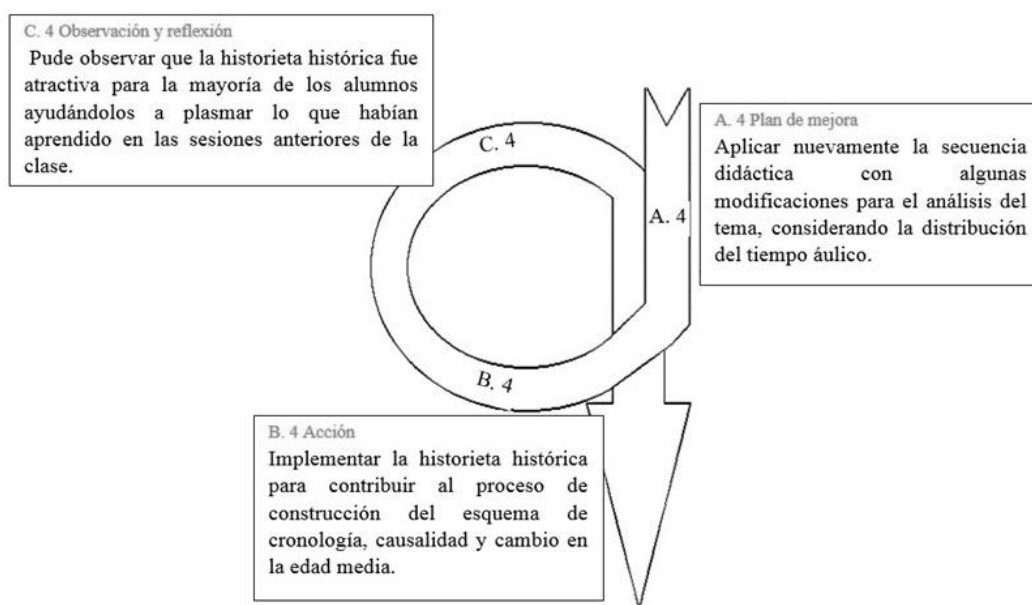 C. 4 Observación y reflexión
Pude observar que la historieta histórica fue
atractiva para la mayoría de los alumnos
ayudándolos a plasmar lo que habían
aprendido en las sesiones anteriores de la
clase.
C. 4
A. 4 Plan de mejora
Aplicar nuevamente la secuencia
didáctica con algunas
modificaciones para el análisis del
tema, considerando la distribución
del tiempo áulico.
A. 4
B. 4
B. 4 Acción
Implementar la historieta histórica
para contribuir al proceso de
construcción del esquema de
cronología, causalidad y cambio en
la edad media.